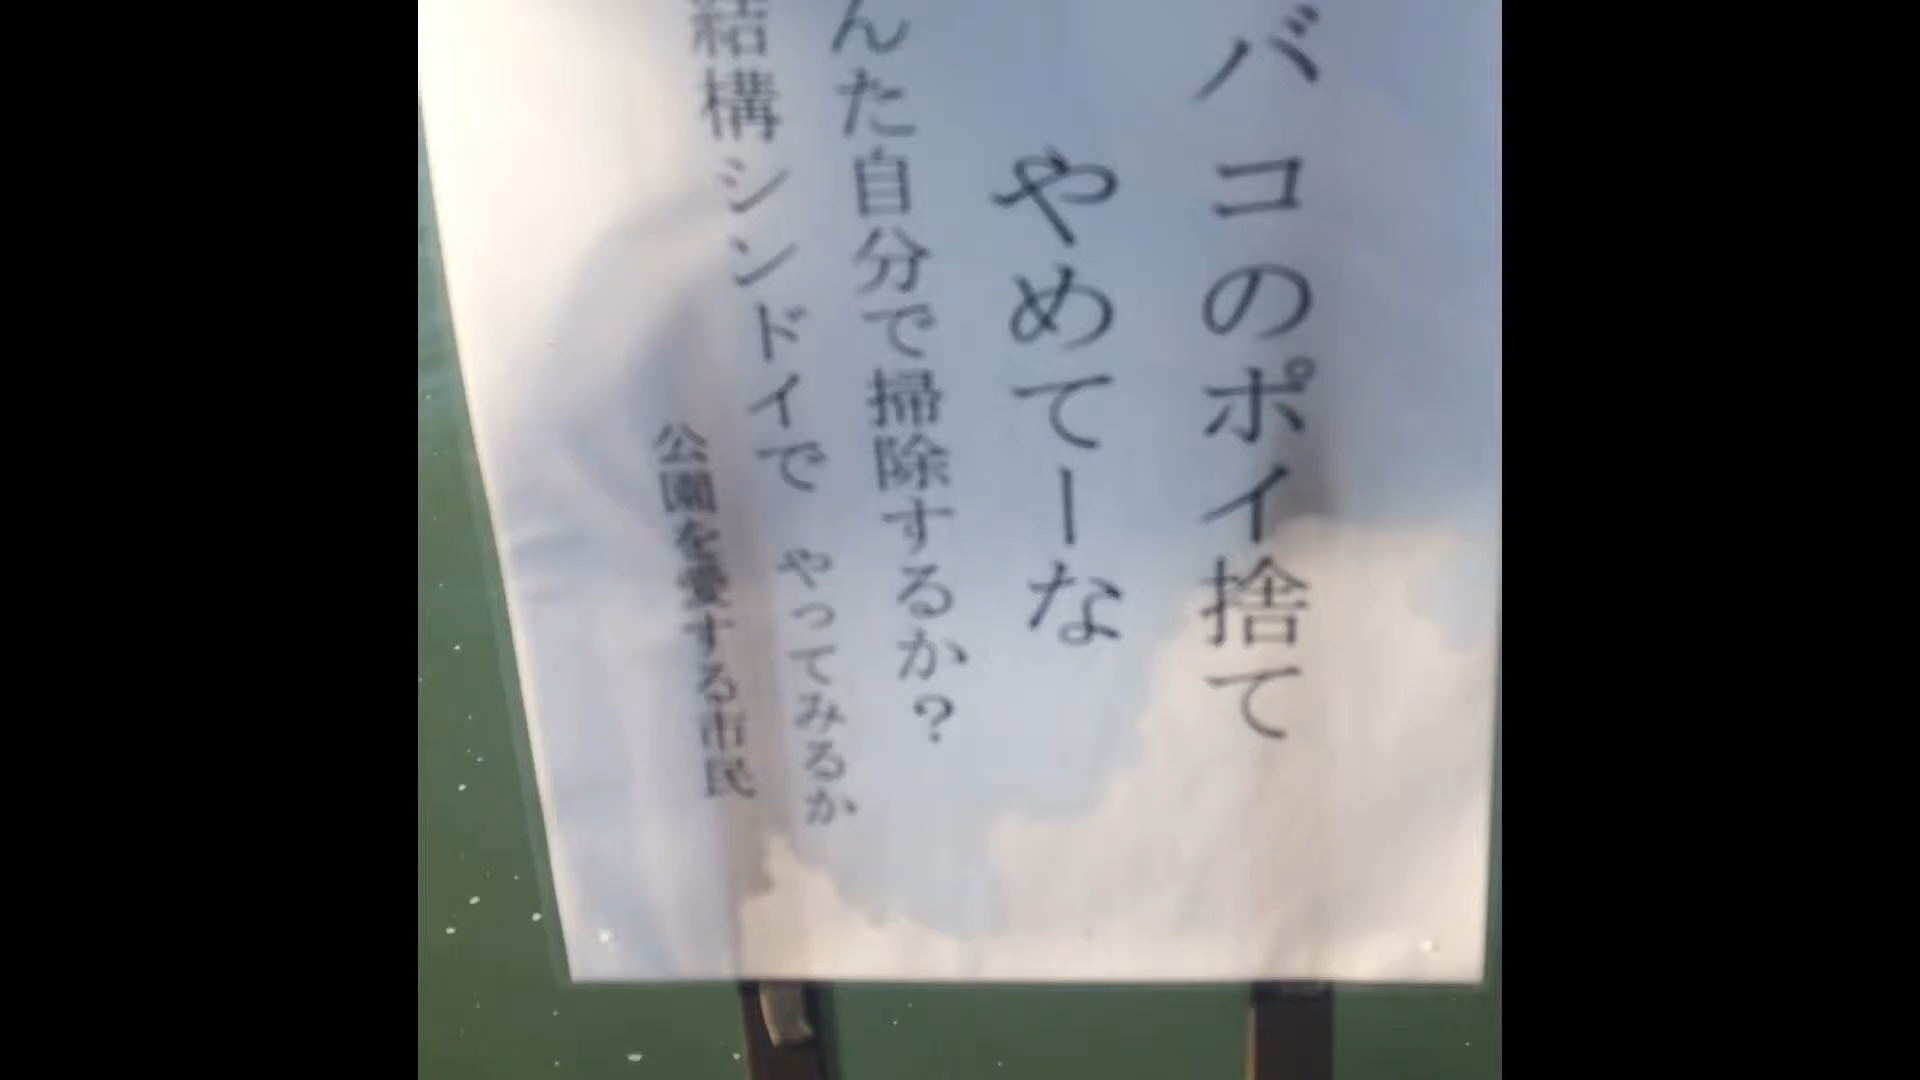 バコのポイ捨て
やめてーな
んた自分で掃除するか?
結構シンドイで やってみるか
公園を愛する市民